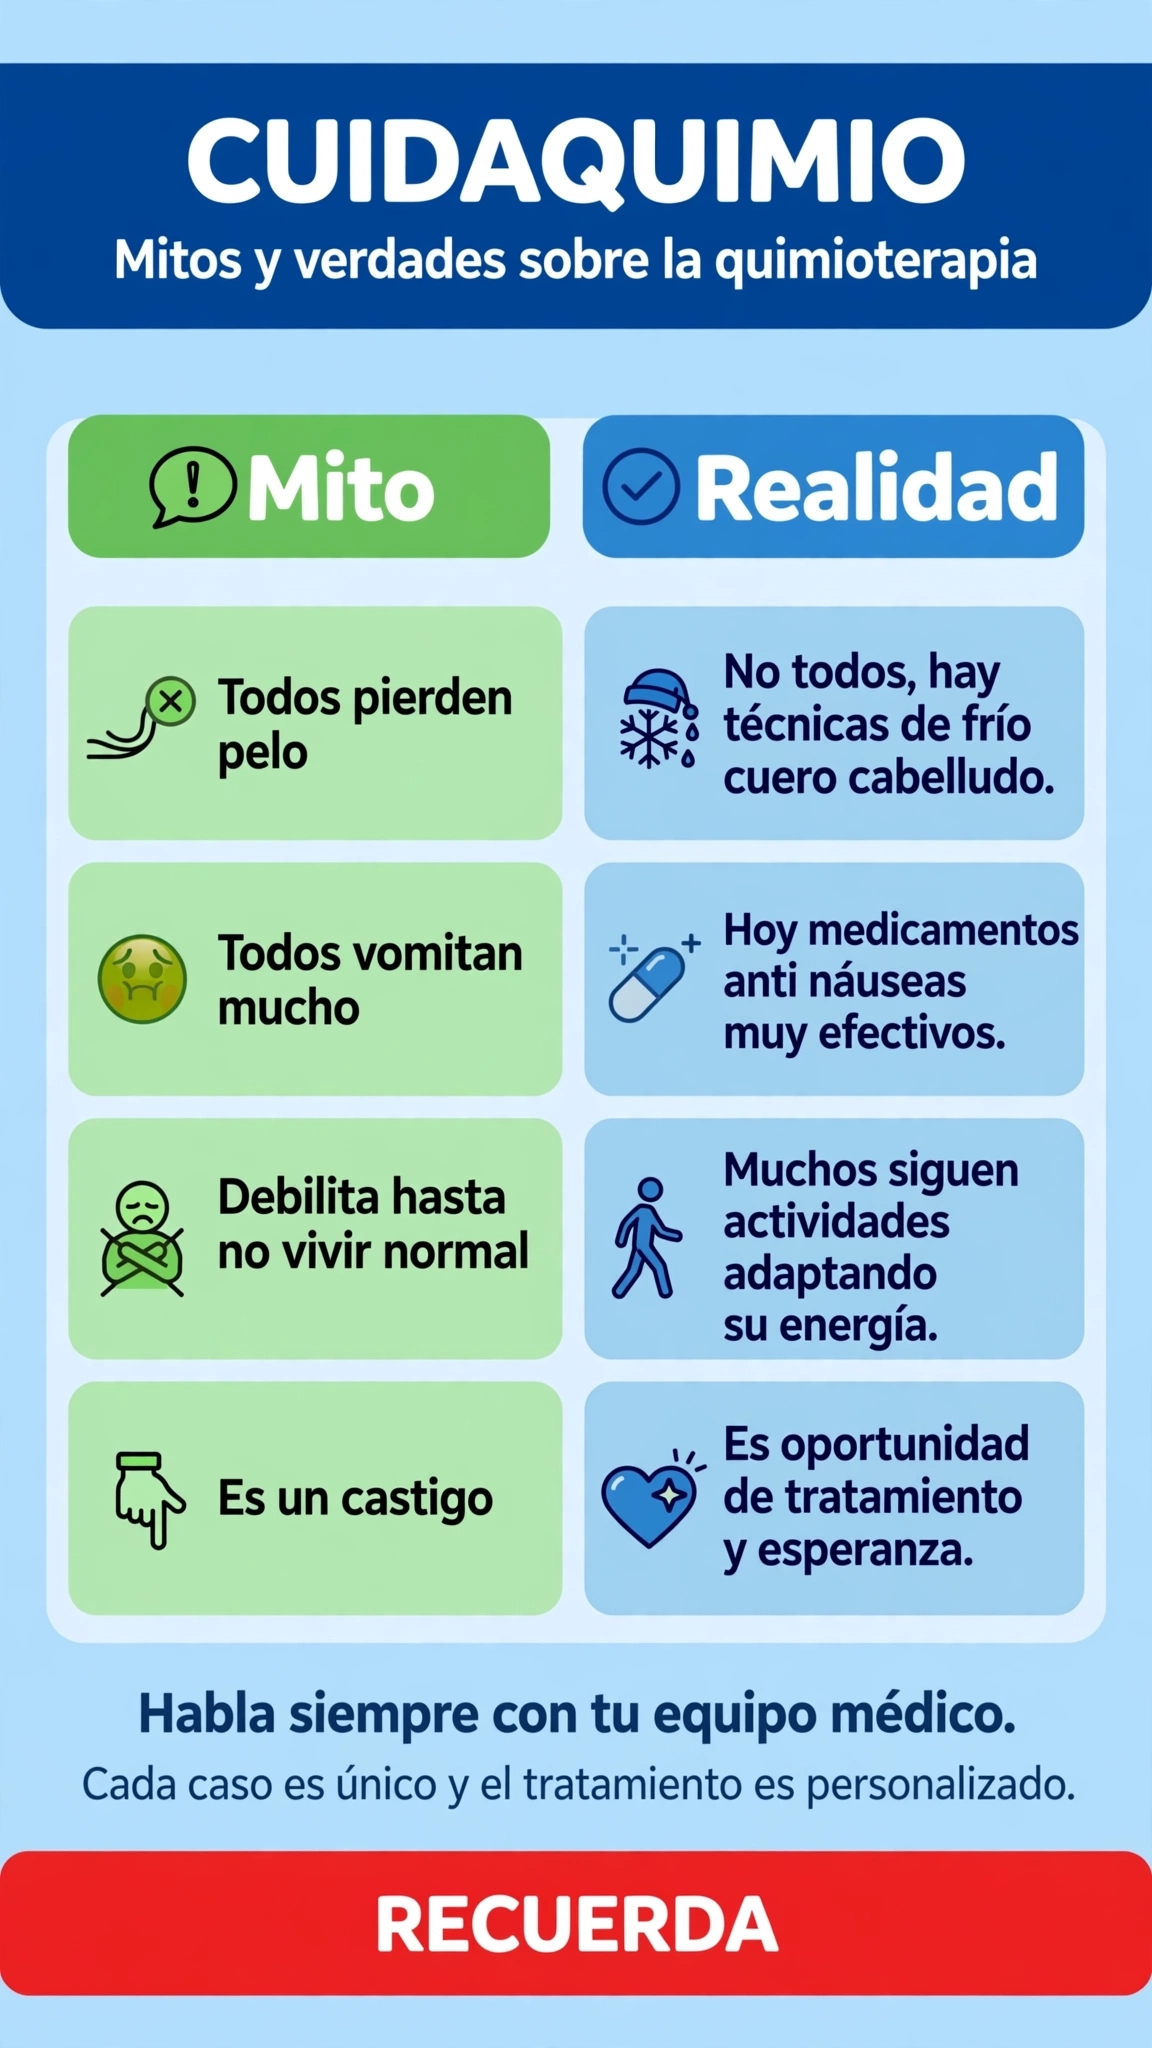 CUIDAQUIMIO
Mitos y verdades sobre la quimioterapia
Mito
Realidad
Todos pierden
pelo
No todos, hay
técnicas de frío
cuero cabelludo.
Todos vomitan
mucho
Hoy medicamentos
anti náuseas
muy efectivos.
Debilita hasta
no vivir normal
Muchos siguen
actividades
adaptando
su energía.
Es un castigo
Es oportunidad
de tratamiento
y esperanza.
Habla siempre con tu equipo médico.
Cada caso es único y el tratamiento es personalizado.
RECUERDA